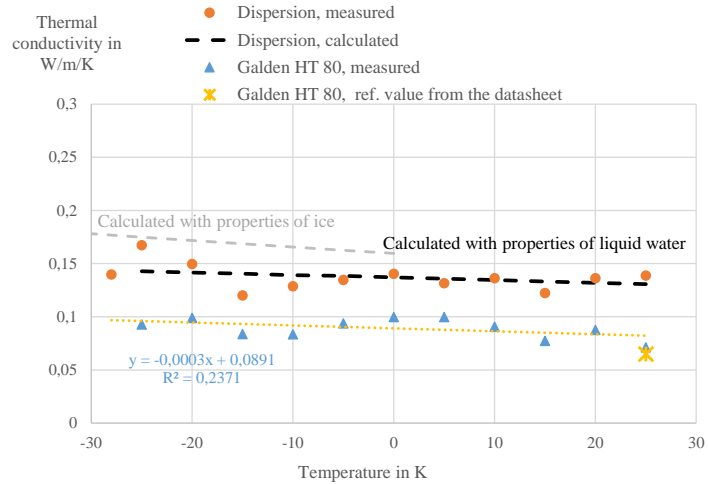 Thermal
conductivity in
W/m/K
Dispersion, measured
Dispersion, calculated
Galden HT 80, measured
Galden HT 80,  ref. value from the datasheet
0,3
0,25
0,2
0,15
0,1
0,05
0
Calculated with properties of ice
Calculated with properties of liquid water
y = -0,0003x + 0,0891
R² = 0,2371
-30
-20
-10
0
10
20
30
Temperature in K